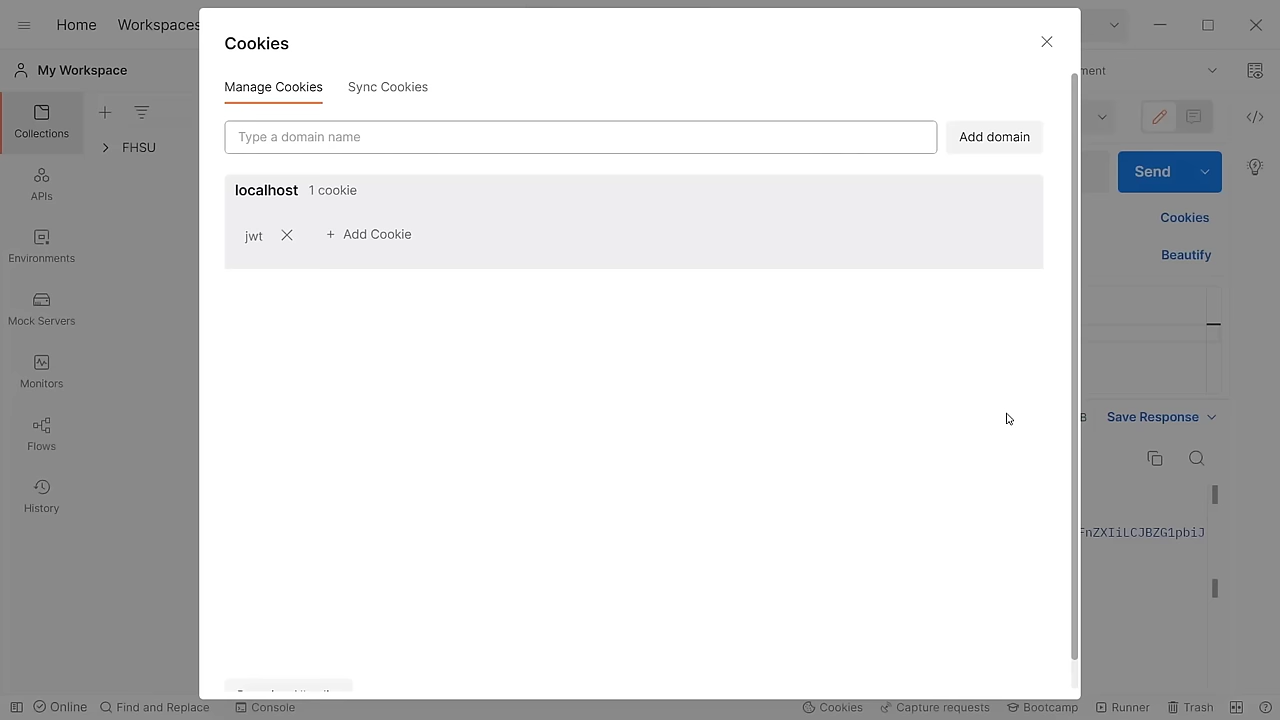 Home Workspaces
My Workspace
Collections
APIs
Environments
Mock Servers
Monitors
Flows
History
FHSU
Cookies
Manage Cookies Sync Cookies
Type a domain name Add domain
localhost 1 cookie
jwt + Add Cookie
ment
Send
Cookies
Beautify
B Save Response
FnZXIiLCJBZG1pbiJ
Online Find and Replace Console Cookies Capture requests Bootcamp Runner Trash